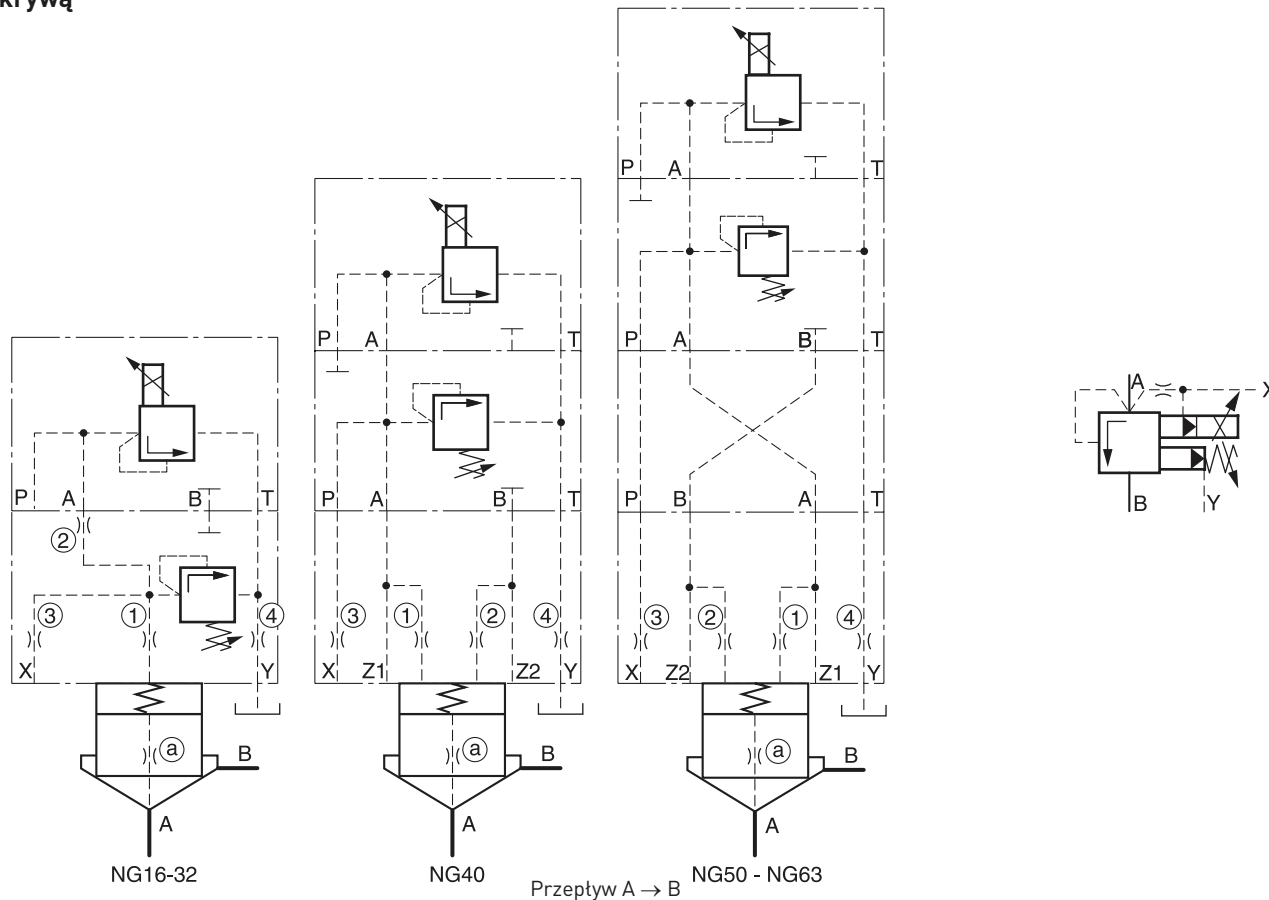 krywą
P A T
P A B T
P A T
P A B T
P B A T
P A B T
② 
③ ① ④
X Y
③ ① ② ④
X Z1 Z2 Y
③ ② ① ④
X Z2 Z1 Y
ⓐ B
A
NG16-32
ⓐ B
A
NG40
ⓐ B
A
NG50 - NG63
Przepływ A → B
A X
B Y